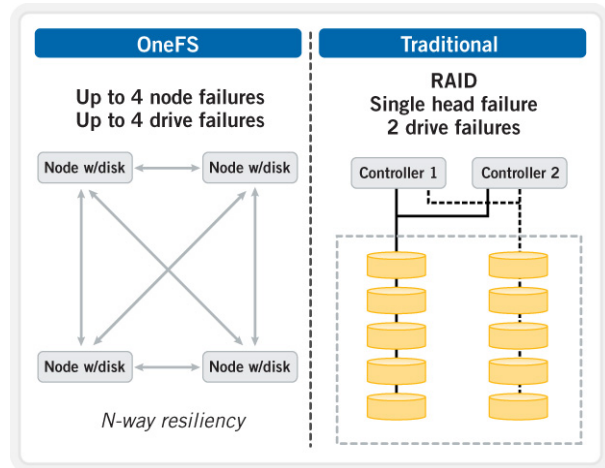 OneFS
Up to 4 node failures
Up to 4 drive failures
Node w/disk
Node w/disk
Node w/disk
Node w/disk
N-way resiliency
Traditional
RAID
Single head failure
2 drive failures
Controller 1
Controller 2